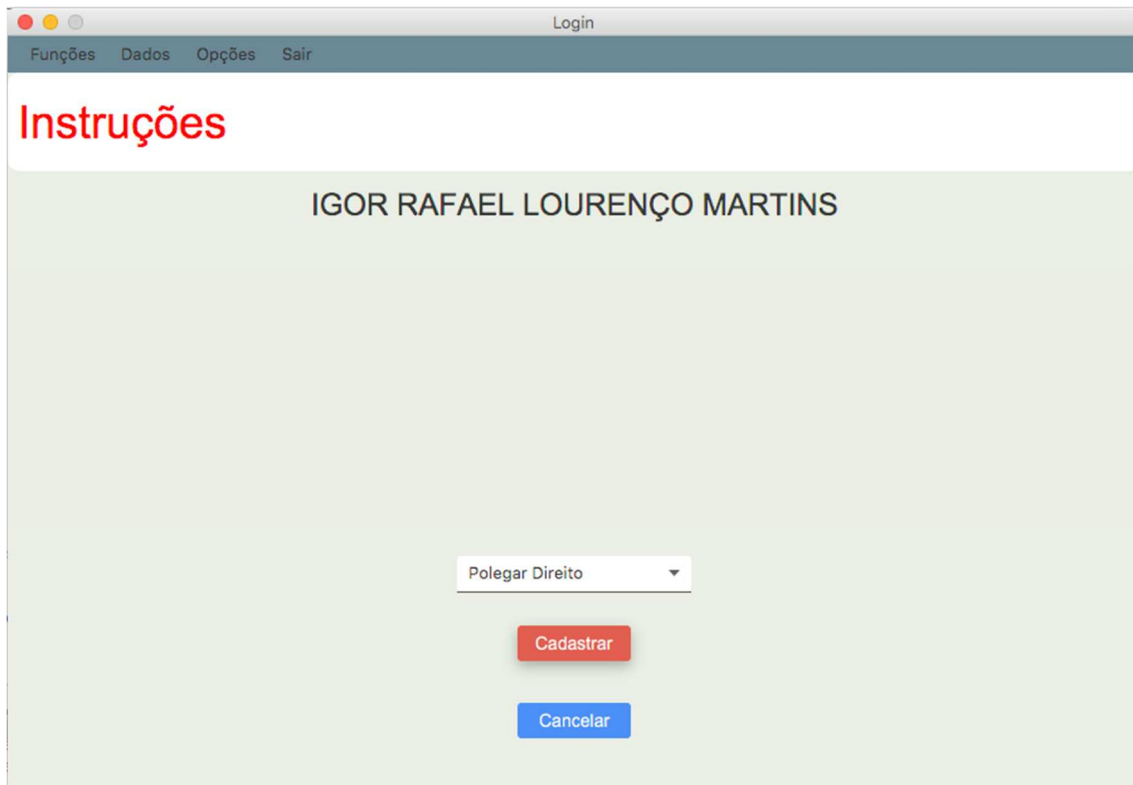 Login
Funções Dados Opções Sair
Instruções
IGOR RAFAEL LOURENÇO MARTINS
Polegar Direito
Cadastrar
Cancelar